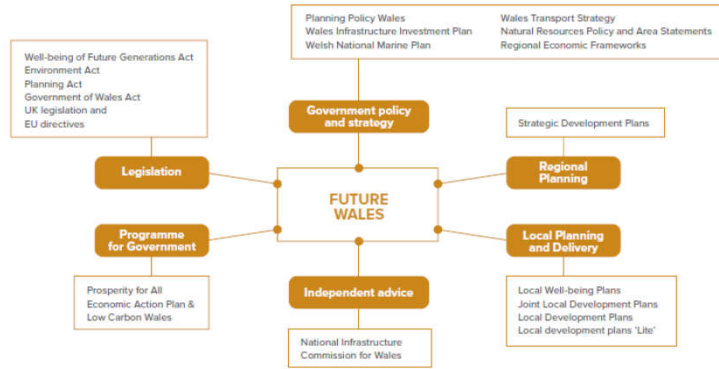 Planning Policy Wales
Wales Infrastructure Investment Plan
Welsh National Marine Plan
Wales Transport Strategy
Natural Resources Policy and Area Statements
Regional Economic Frameworks
Well-being of Future Generations Act
Environment Act
Planning Act
Government of Wales Act
UK legislation and
EU directives
Government policy
and strategy
Strategic Development Plans
Legislation
Regional
Planning
FUTURE
WALES
Programme
for Government
Local Planning
and Delivery
Prosperity for All
Economic Action Plan &
Low Carbon Wales
Independent advice
Local Well-being Plans
Joint Local Development Plans
Local Development Plans
Local development plans 'Lite'
National Infrastructure
Commission for Wales